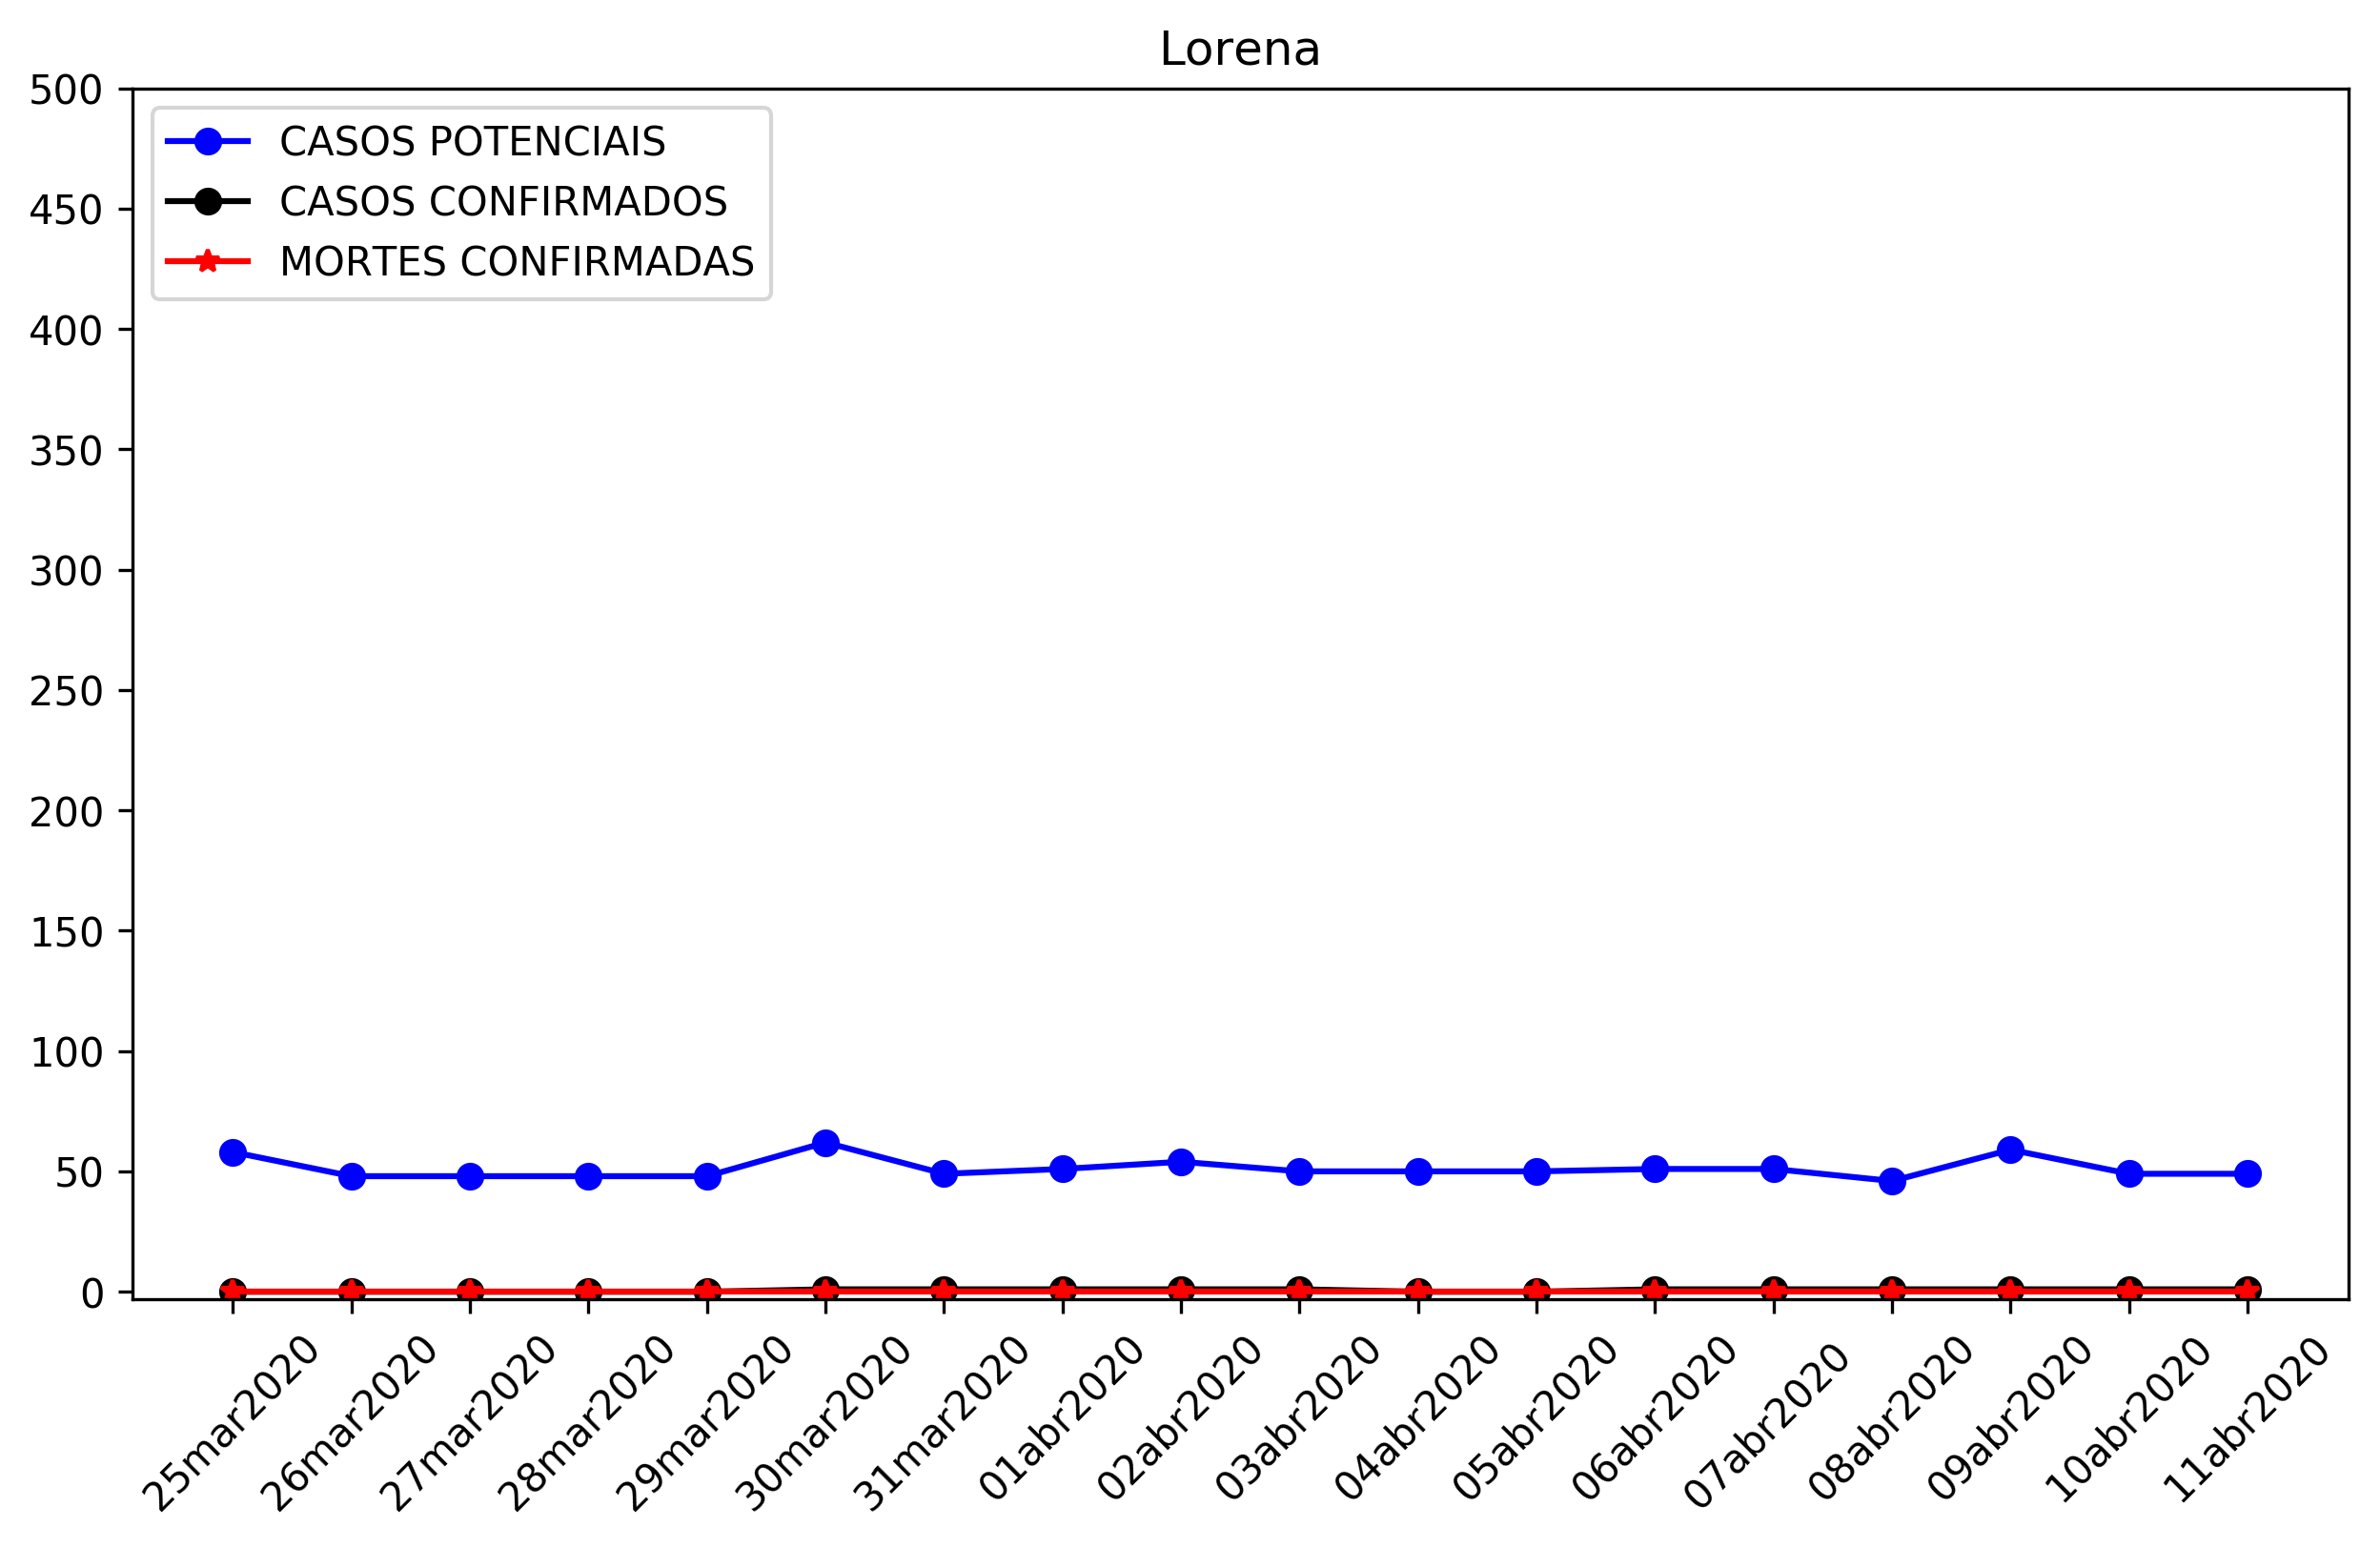 Lorena
500
450
400
350
300
250
200
150
100
50
0
CASOS POTENCIAIS
CASOS CONFIRMADOS
MORTES CONFIRMADAS
25mar2020
26mar2020
27mar2020
28mar2020
29mar2020
30mar2020
31mar2020
01abr2020
02abr2020
03abr2020
04abr2020
05abr2020
06abr2020
07abr2020
08abr2020
09abr2020
10abr2020
11abr2020